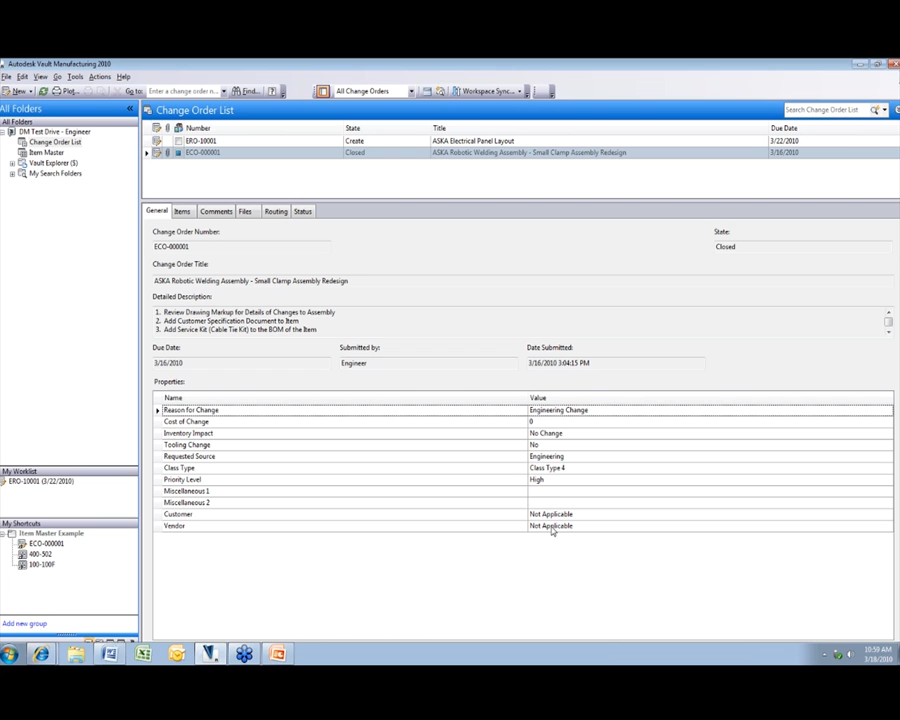 Autodesk Vault Manufacturing 2010
File Edit View Go Tools Actions Help
New Plot... Go to: Enter a change order n... Find... All Change Orders Workspace Sync...
All Folders
Change Order List
Search Change Order List
All Folders
DM Test Drive - Engineer
Change Order List
Item Master
Vault Explorer ($)
My Search Folders
Number State Title Due Date
ERO-10001 Create ASKA Electrical Panel Layout 3/22/2010
ECO-000001 Closed ASKA Robotic Welding Assembly - Small Clamp Assembly Redesign 3/16/2010
General Items Comments Files Routing Status
Change Order Number: State:
ECO-000001 Closed
Change Order Title:
ASKA Robotic Welding Assembly - Small Clamp Assembly Redesign
Detailed Description:
1. Review Drawing Markup for Details of Changes to Assembly
2. Add Customer Specification Document to Item
3. Add Service Kit (Cable Tie Kit) to the BOM of the Item
Due Date: Submitted by: Date Submitted:
3/16/2010 Engineer 3/16/2010 3:04:15 PM
Properties:
Name Value
Reason for Change Engineering Change
Cost of Change 0
Inventory Impact No Change
Tooling Change No
Requested Source Engineering
Class Type Class Type 4
Priority Level High
Miscellaneous 1
Miscellaneous 2
Customer Not Applicable
Vendor Not Applicable
My Worklist
ERO-10001 (3/22/2010)
My Shortcuts
Item Master Example
ECO-000001
400-502
100-100F
Add new group
10:59 AM
3/18/2010